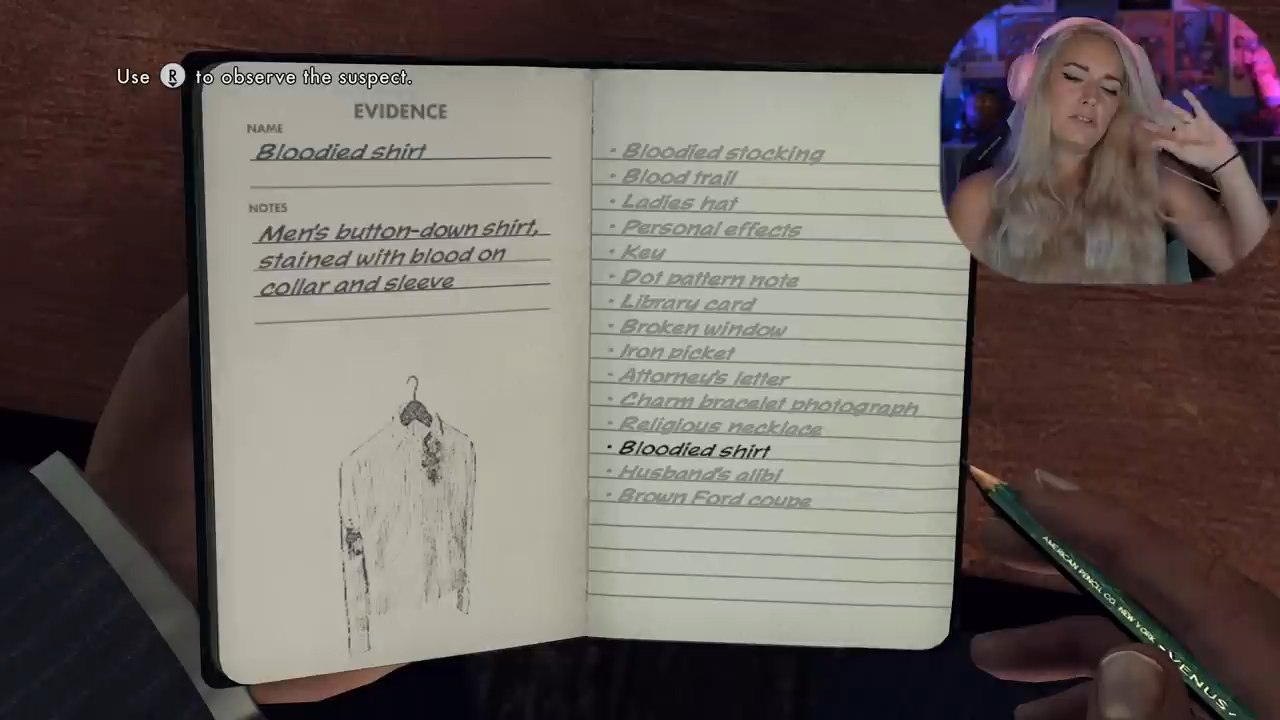 Use R to observe the suspect.
EVIDENCE
NAME
Bloodied shirt
NOTES
Men's button-down shirt,
stained with blood on
collar and sleeve
· Bloodied stocking
· Blood trail
· Ladies hat
· Personal effects
· Key
· Dot pattern note
· Library card
· Broken window
· Iron picket
· Attorney's letter
· Charm bracelet photograph
· Religious necklace
· Bloodied shirt
· Husband's alibi
· Brown Ford coupe
AMERICAN PENCIL CO. NEW YORK
VENUS